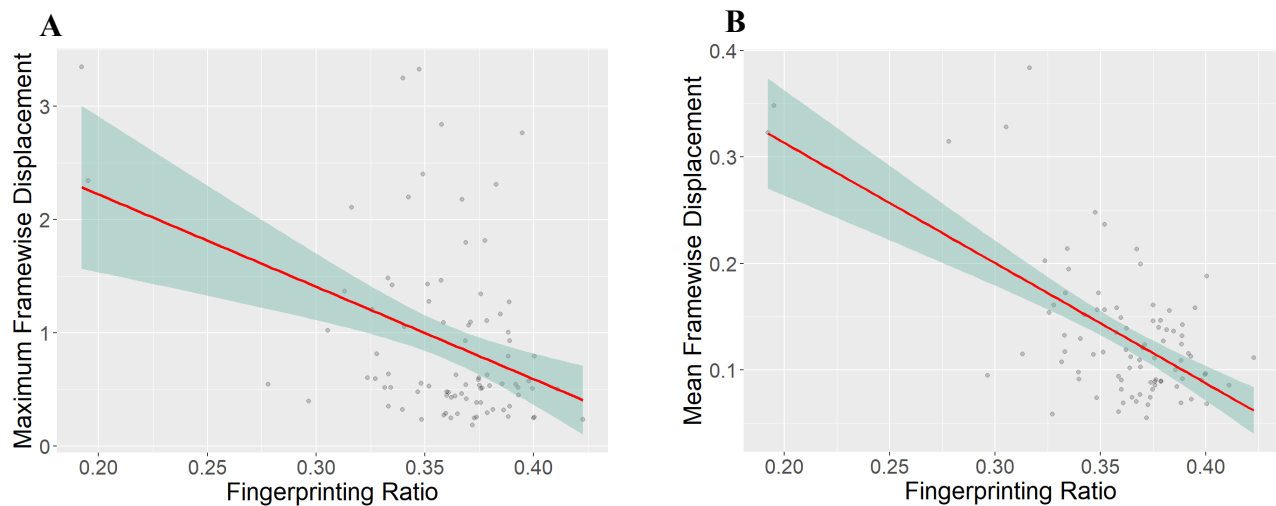 A
Maximum Framewise Displacement
3
2
1
0
0.20 0.25 0.30 0.35 0.40
Fingerprinting Ratio
B
Mean Framewise Displacement
0.4
0.3
0.2
0.1
0.20 0.25 0.30 0.35 0.40
Fingerprinting Ratio